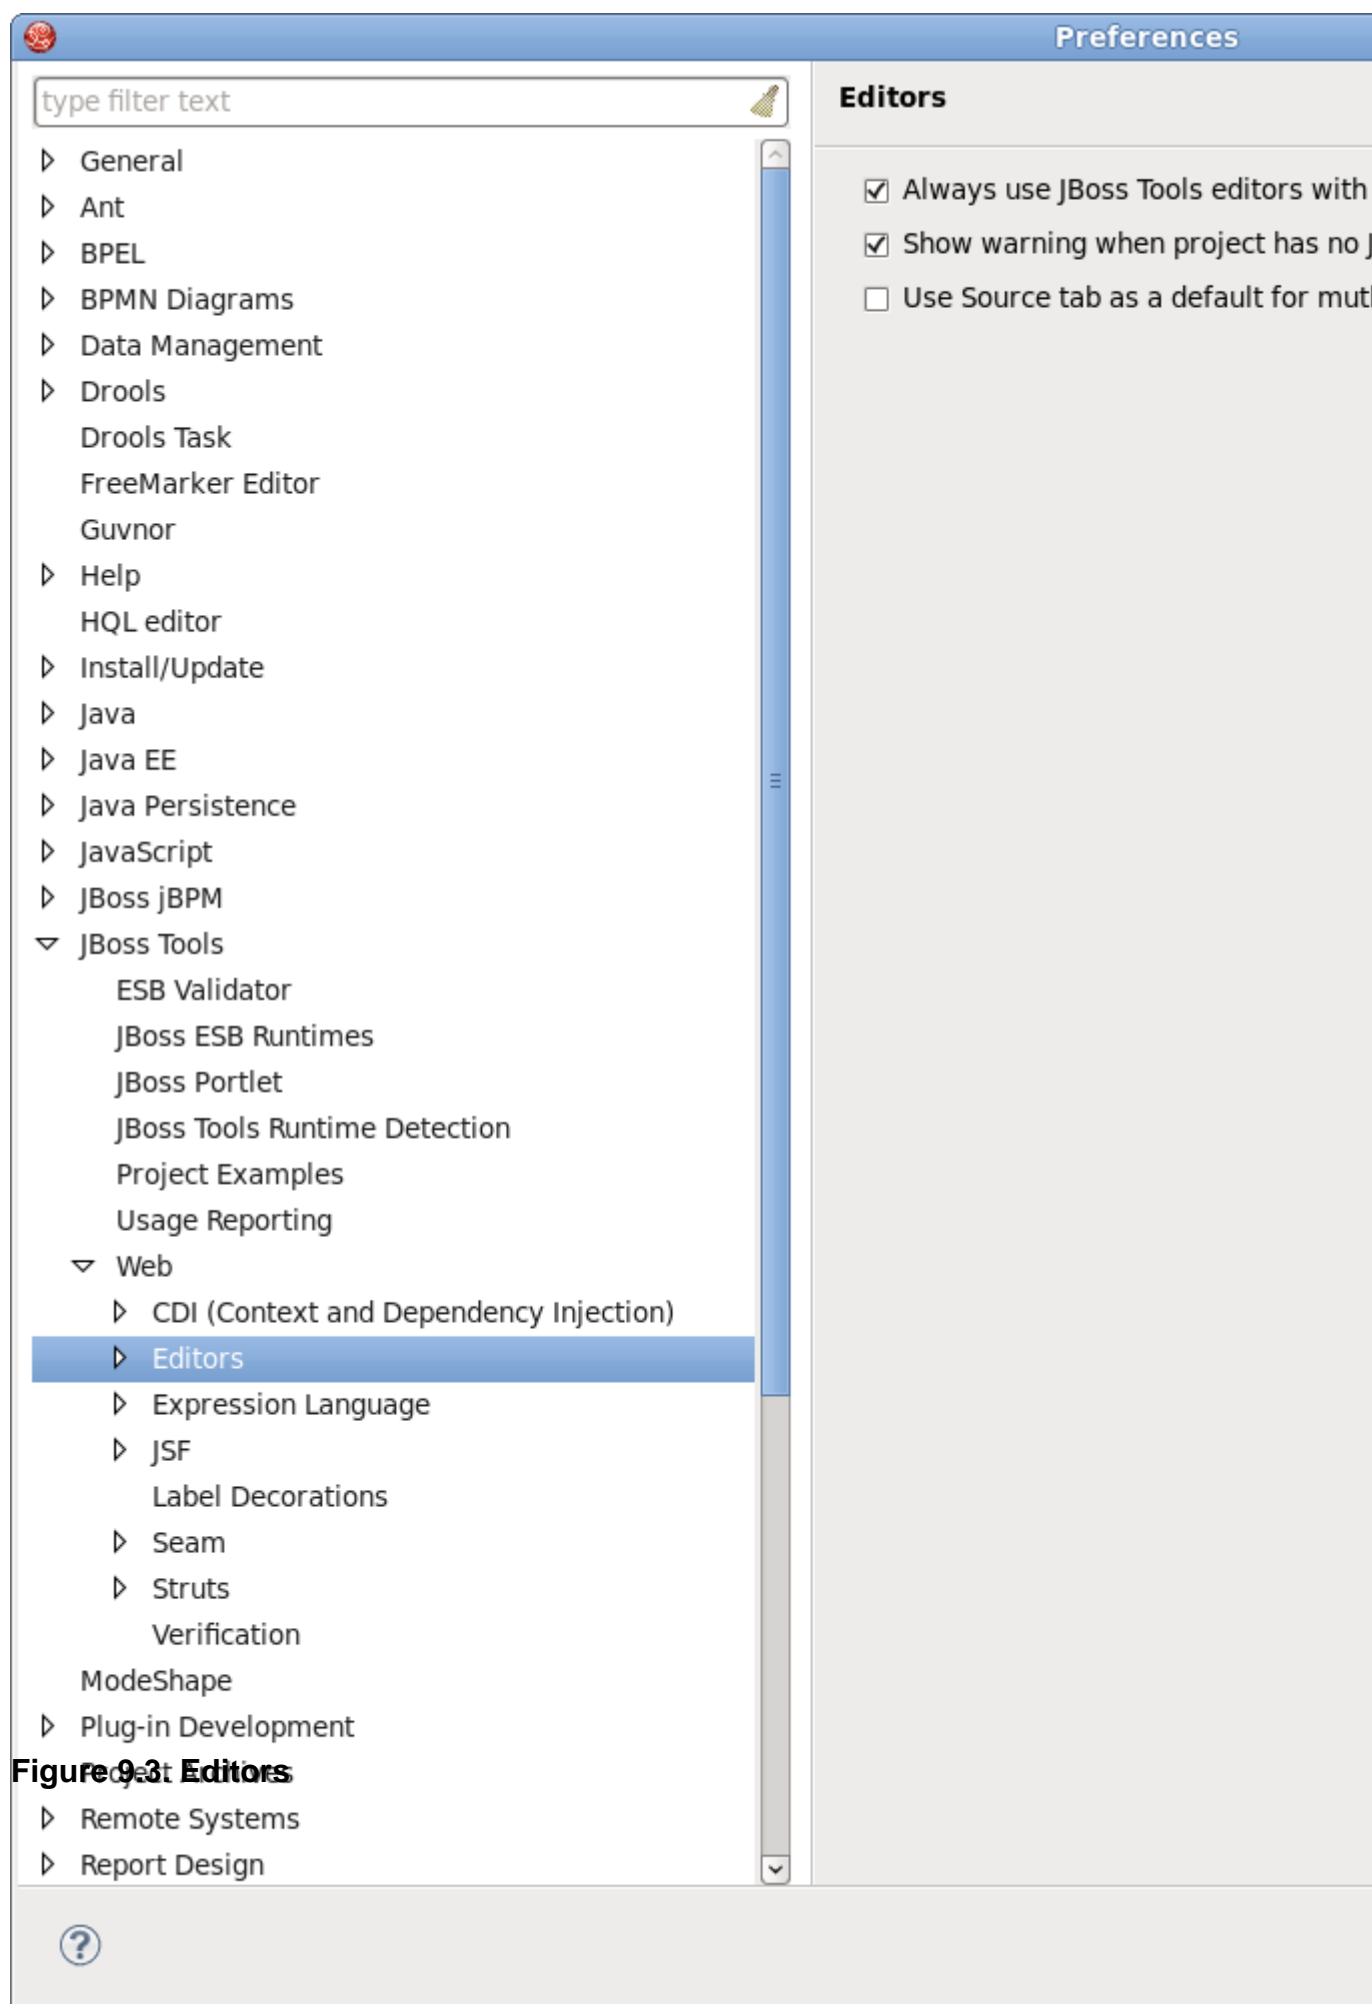 Preferences
type filter text
General
Ant
BPEL
BPMN Diagrams
Data Management
Drools
Drools Task
FreeMarker Editor
Guvnor
Help
HQL editor
Install/Update
Java
Java EE
Java Persistence
JavaScript
JBoss jBPM
JBoss Tools
ESB Validator
JBoss ESB Runtimes
JBoss Portlet
JBoss Tools Runtime Detection
Project Examples
Usage Reporting
Web
CDI (Context and Dependency Injection)
Editors
Expression Language
JSF
Label Decorations
Seam
Struts
Verification
ModeShape
Plug-in Development
Project Archives
Figure 9.3. Editors
Remote Systems
Report Design
Editors
Always use JBoss Tools editors with
Show warning when project has no
Use Source tab as a default for